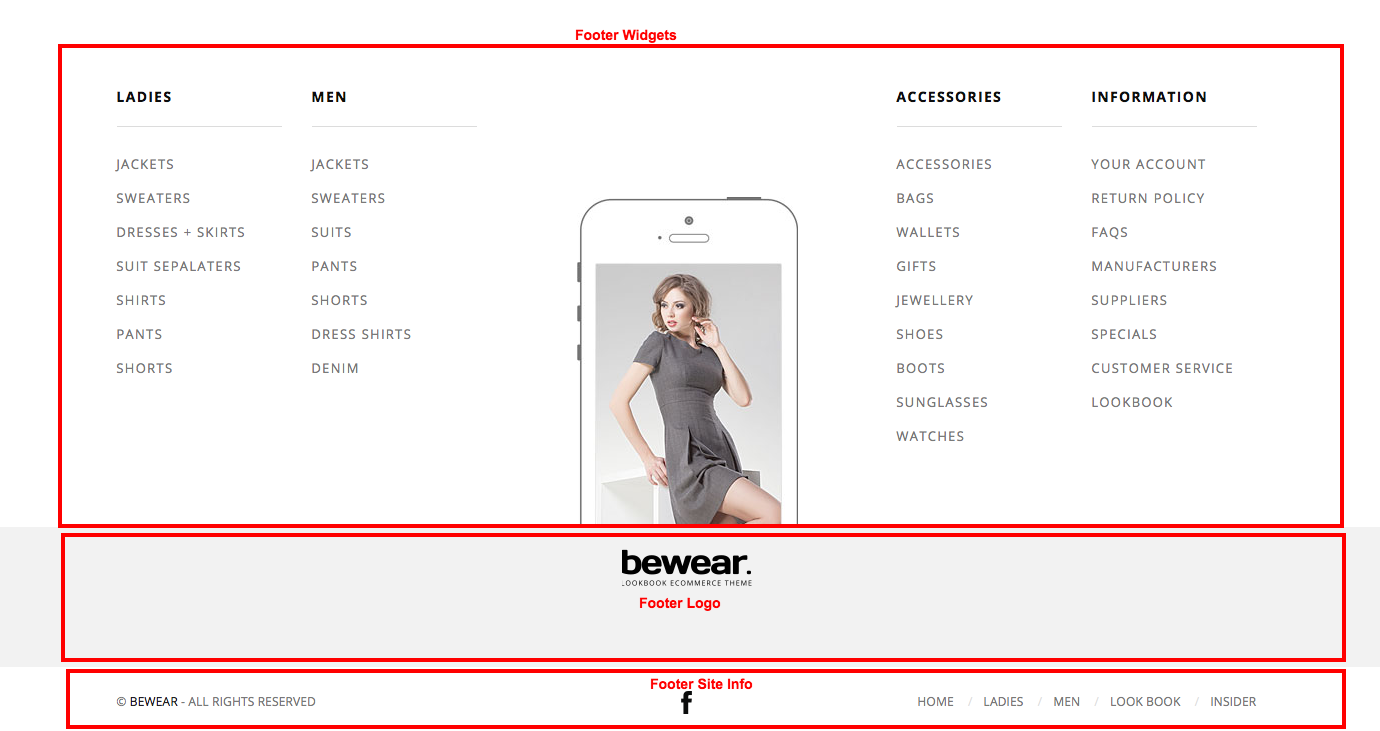 Footer Widgets
LADIES
JACKETS
SWEATERS
DRESSES + SKIRTS
SUIT SEPALATERS
SHIRTS
PANTS
SHORTS
MEN
JACKETS
SWEATERS
SUITS
PANTS
SHORTS
DRESS SHIRTS
DENIM
ACCESSORIES
ACCESSORIES
BAGS
WALLETS
GIFTS
JEWELLERY
SHOES
BOOTS
SUNGLASSES
WATCHES
INFORMATION
YOUR ACCOUNT
RETURN POLICY
FAQS
MANUFACTURERS
SUPPLIERS
SPECIALS
CUSTOMER SERVICE
LOOKBOOK
bewear.
LOOKBOOK ECOMMERCE THEME
Footer Logo
Footer Site Info
© BEWEAR - ALL RIGHTS RESERVED
f
HOME / LADIES / MEN / LOOK BOOK / INSIDER